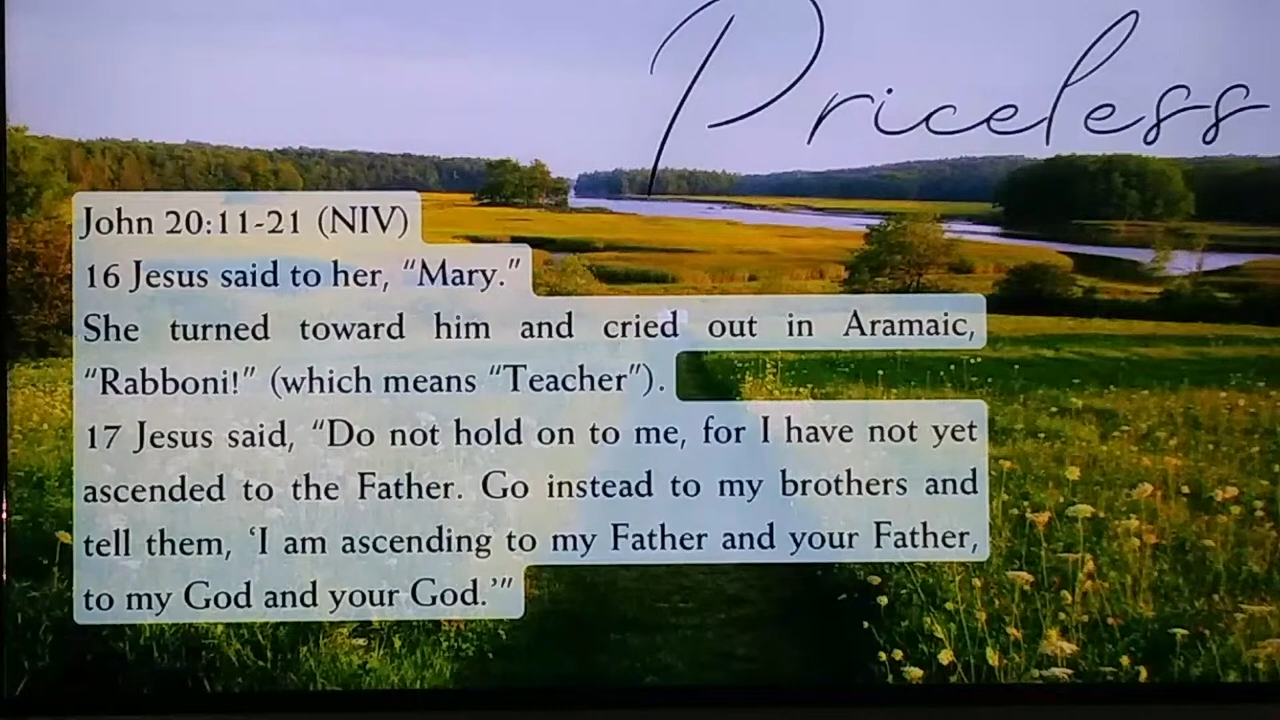 Priceless
John 20:11-21 (NIV)
16 Jesus said to her, “Mary.”
She turned toward him and cried out in Aramaic,
“Rabboni!” (which means “Teacher”).
17 Jesus said, “Do not hold on to me, for I have not yet
ascended to the Father. Go instead to my brothers and
tell them, ‘I am ascending to my Father and your Father,
to my God and your God.’”